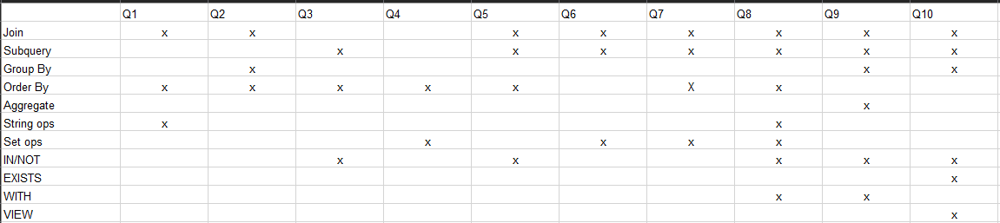 Q1 Q2 Q3 Q4 Q5 Q6 Q7 Q8 Q9 Q10
Join x x x x x x x x
Subquery x x x x x x x
Group By x x x
Order By x x x x x X x
Aggregate x
String ops x x
Set ops x x x x
IN/NOT x x x x x
EXISTS x
WITH x x
VIEW x